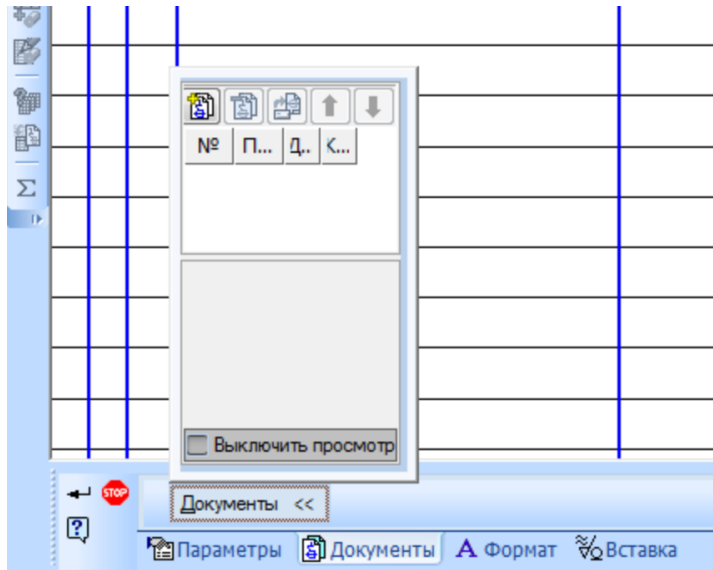 Σ
№ П... Д.. К...
Выключить просмотр
STOP
Документы <<
Параметры Документы А Формат Вставка